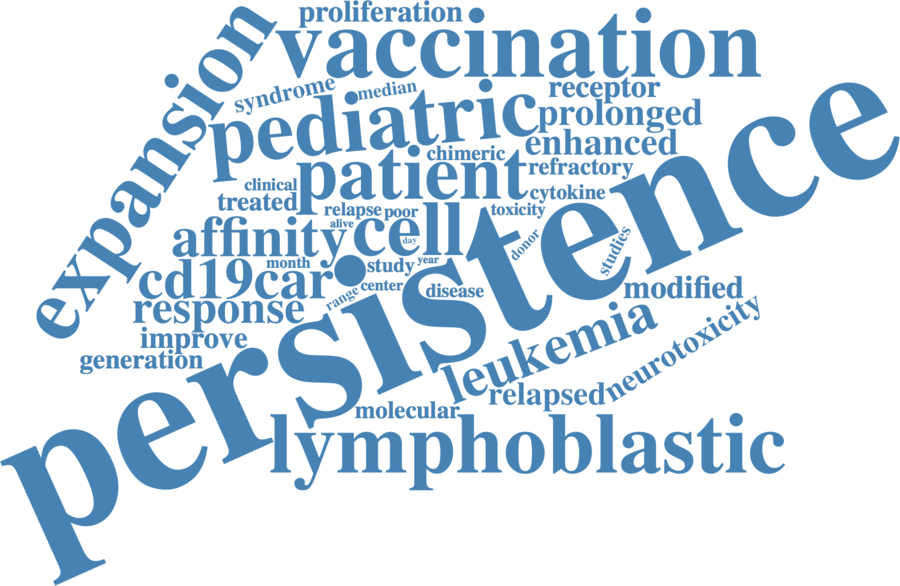 proliferation
vaccination
expansion
syndrome
median
receptor
pediatric
prolonged
enhanced
chimeric
patient
refractory
clinical
treated
cytokine
relapse
poor
toxicity
alive
affinity
cell
day
donor
studies
month
study
year
cd19car
range
center
disease
modified
response
persistence
improve
generation
leukemia
neurotoxicity
relapsed
molecular
lymphoblastic